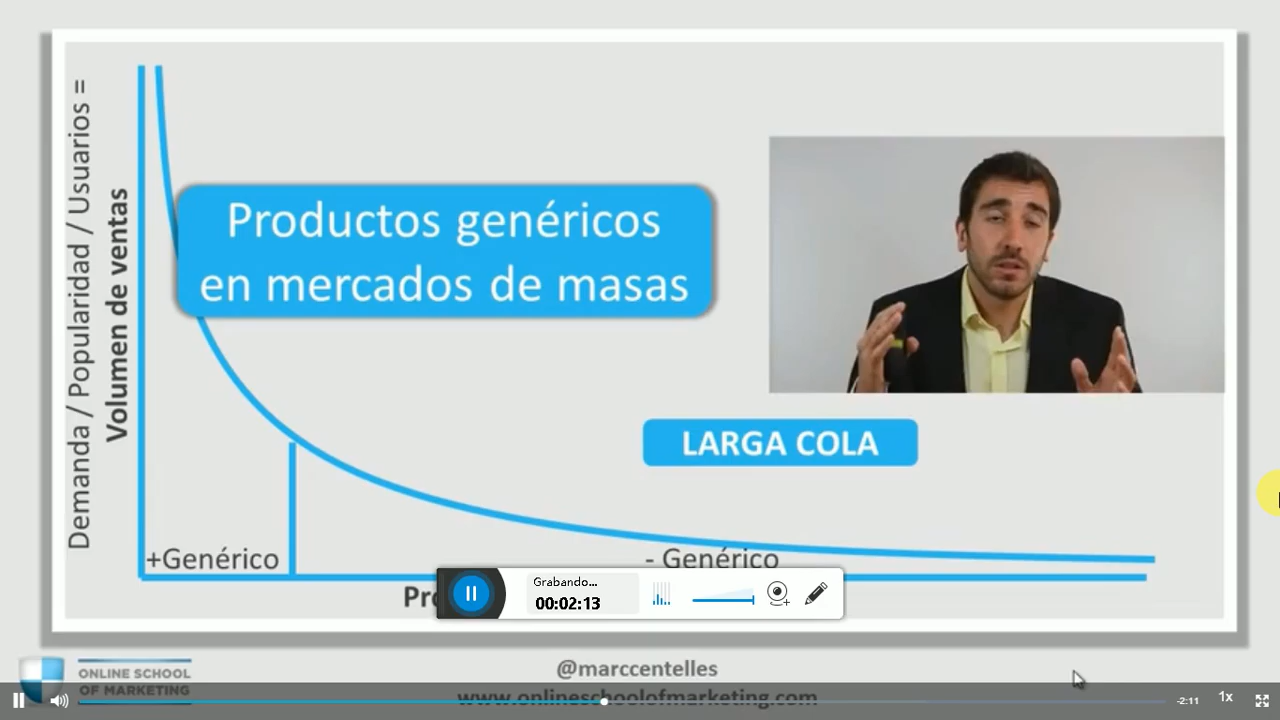 Demanda / Popularidad / Usuarios =
Volumen de ventas
Productos genéricos
en mercados de masas
LARGA COLA
+Genérico
- Genérico
Grabando...
00:02:13
@marccentelles
www.onlineschoolofmarketing.com
ONLINE SCHOOL
OF MARKETING
-2:11
1x